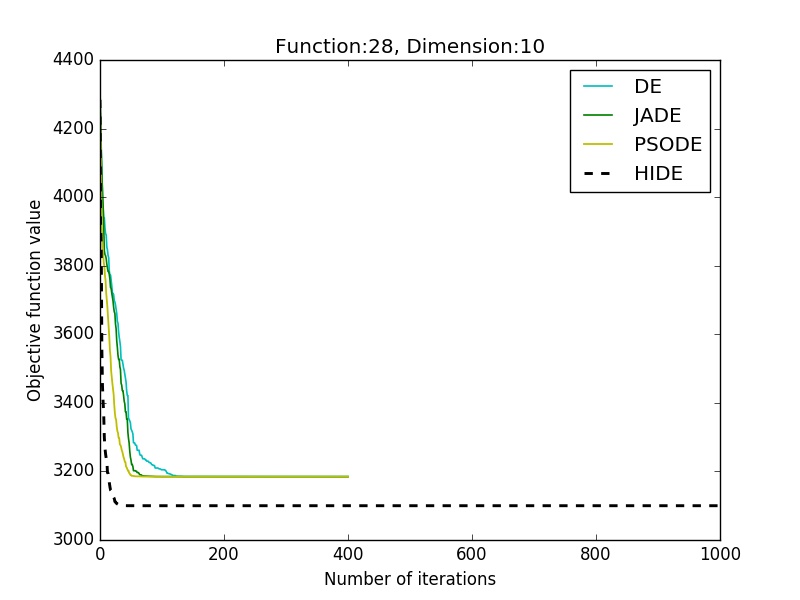 Function:28, Dimension:10
4400
4200
4000
3800
3600
3400
3200
3000
Objective function value
DE
JADE
PSODE
HIDE
0
200
400
600
800
1000
Number of iterations